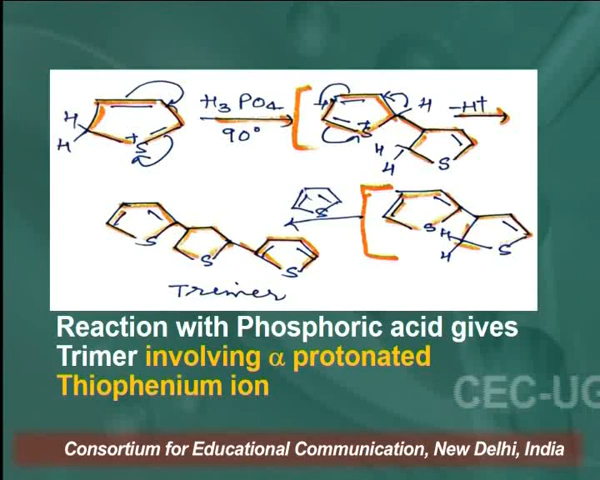 H
H
S
+
H₃PO₄
90°
S
+
H
H
H
S
-H⁺
S
S
S
Trimer
S
S
H
H
S
Reaction with Phosphoric acid gives
Trimer involving α protonated
Thiophenium ion
CEC-UG
Consortium for Educational Communication, New Delhi, India